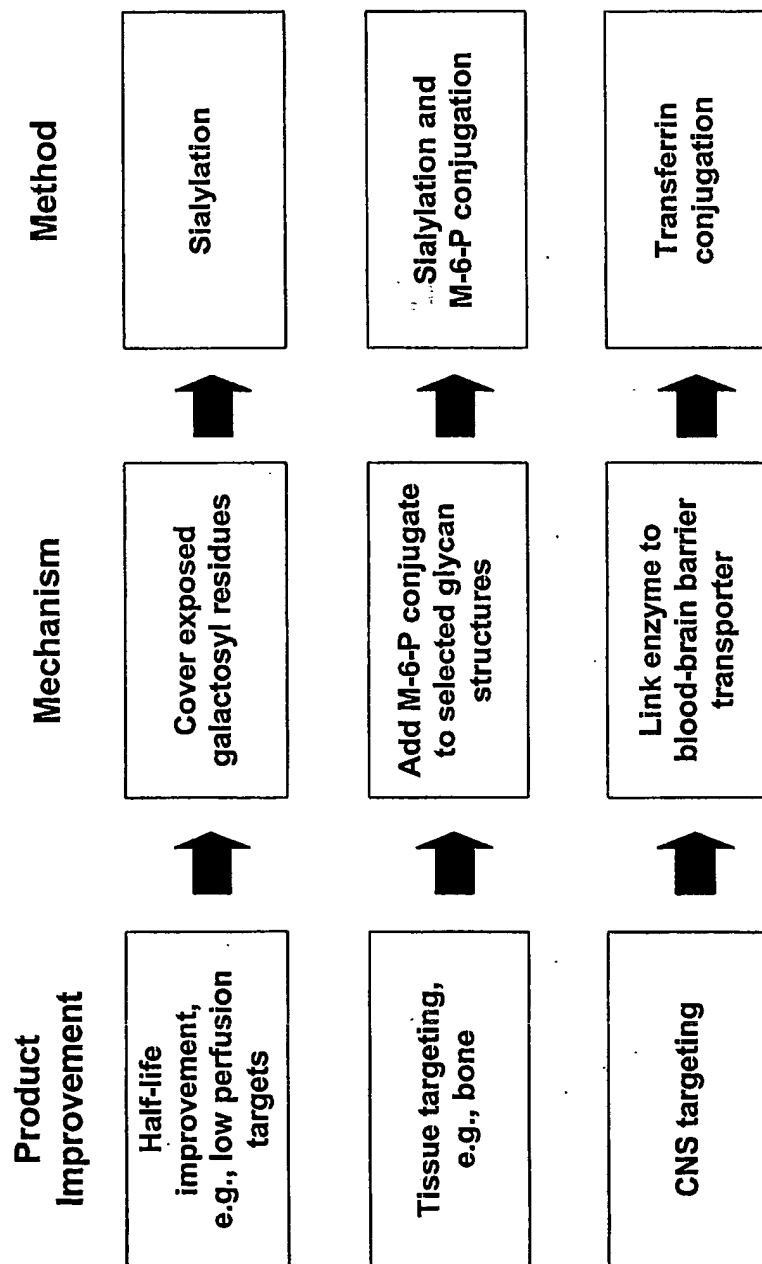 Product
Improvement
Mechanism
Method
Half-life
improvement,
e.g., low perfusion
targets
Cover exposed
galactosyl residues
Sialylation
Tissue targeting,
e.g., bone
Add M-6-P conjugate
to selected glycan
structures
Sialylation and
M-6-P conjugation
CNS targeting
Link enzyme to
blood-brain barrier
transporter
Transferrin
conjugation